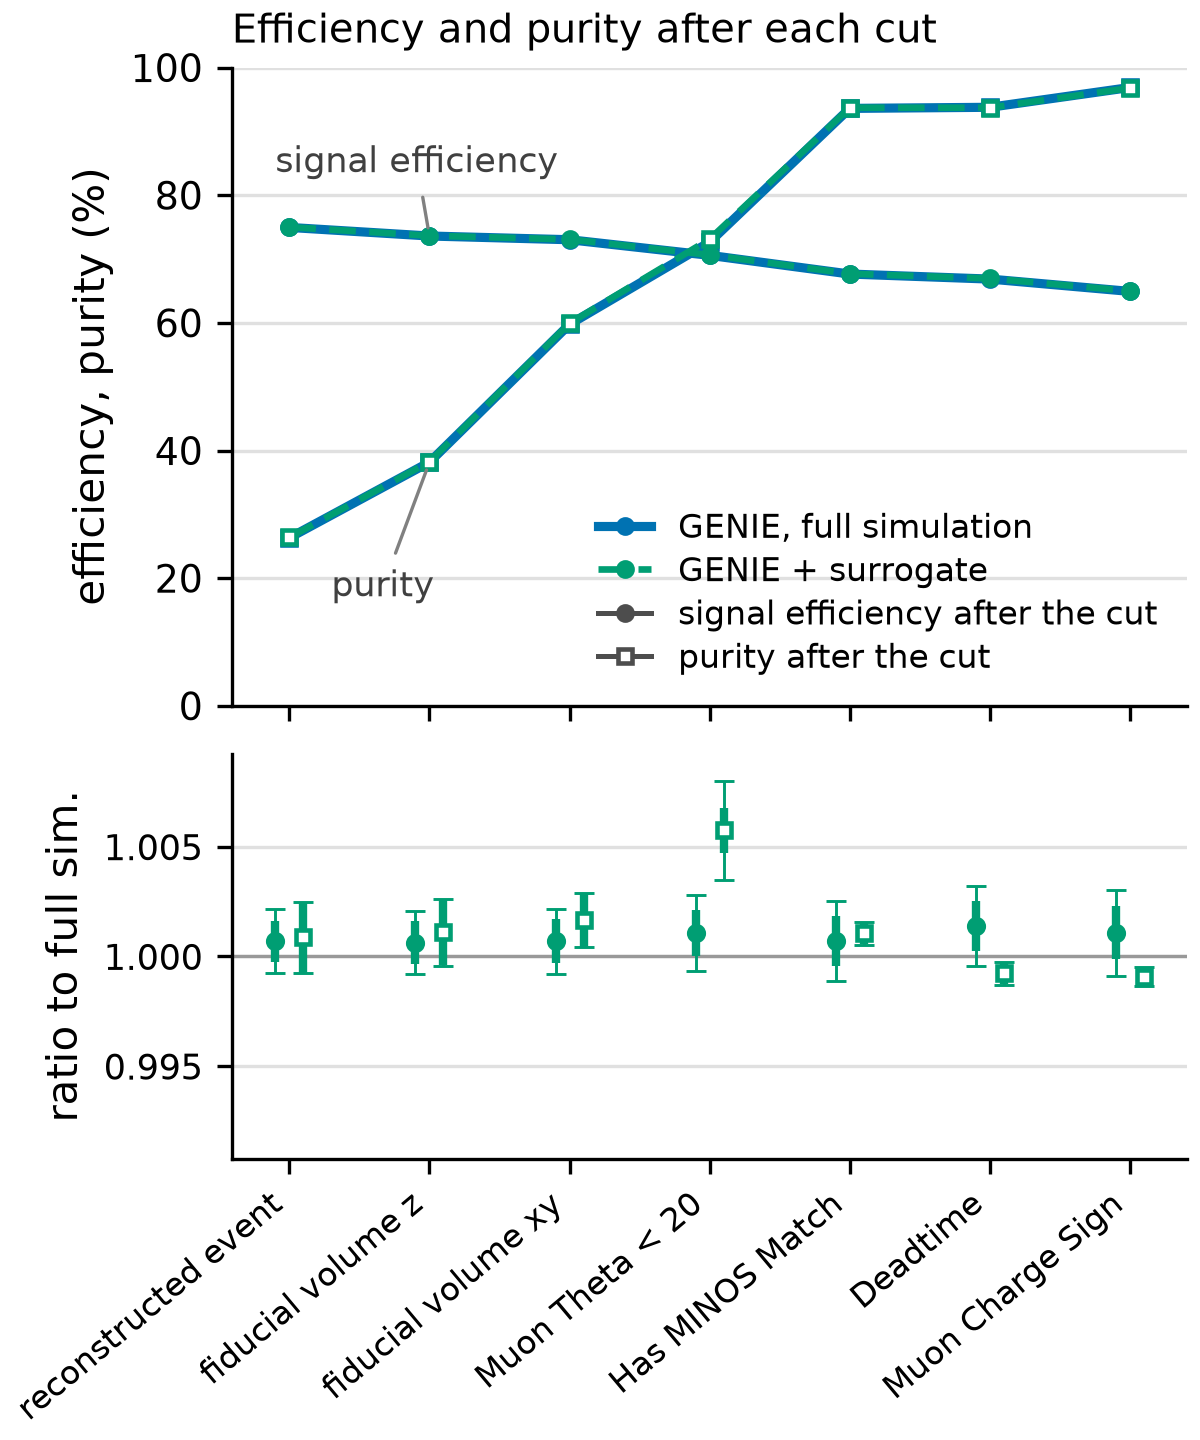 Efficiency and purity after each cut
efficiency, purity (%)
100
80
60
40
20
0
signal efficiency
purity
GENIE, full simulation
GENIE + surrogate
signal efficiency after the cut
purity after the cut
ratio to full sim.
1.005
1.000
0.995
reconstructed event
fiducial volume z
fiducial volume xy
Muon Theta < 20
Has MINOS Match
Deadtime
Muon Charge Sign